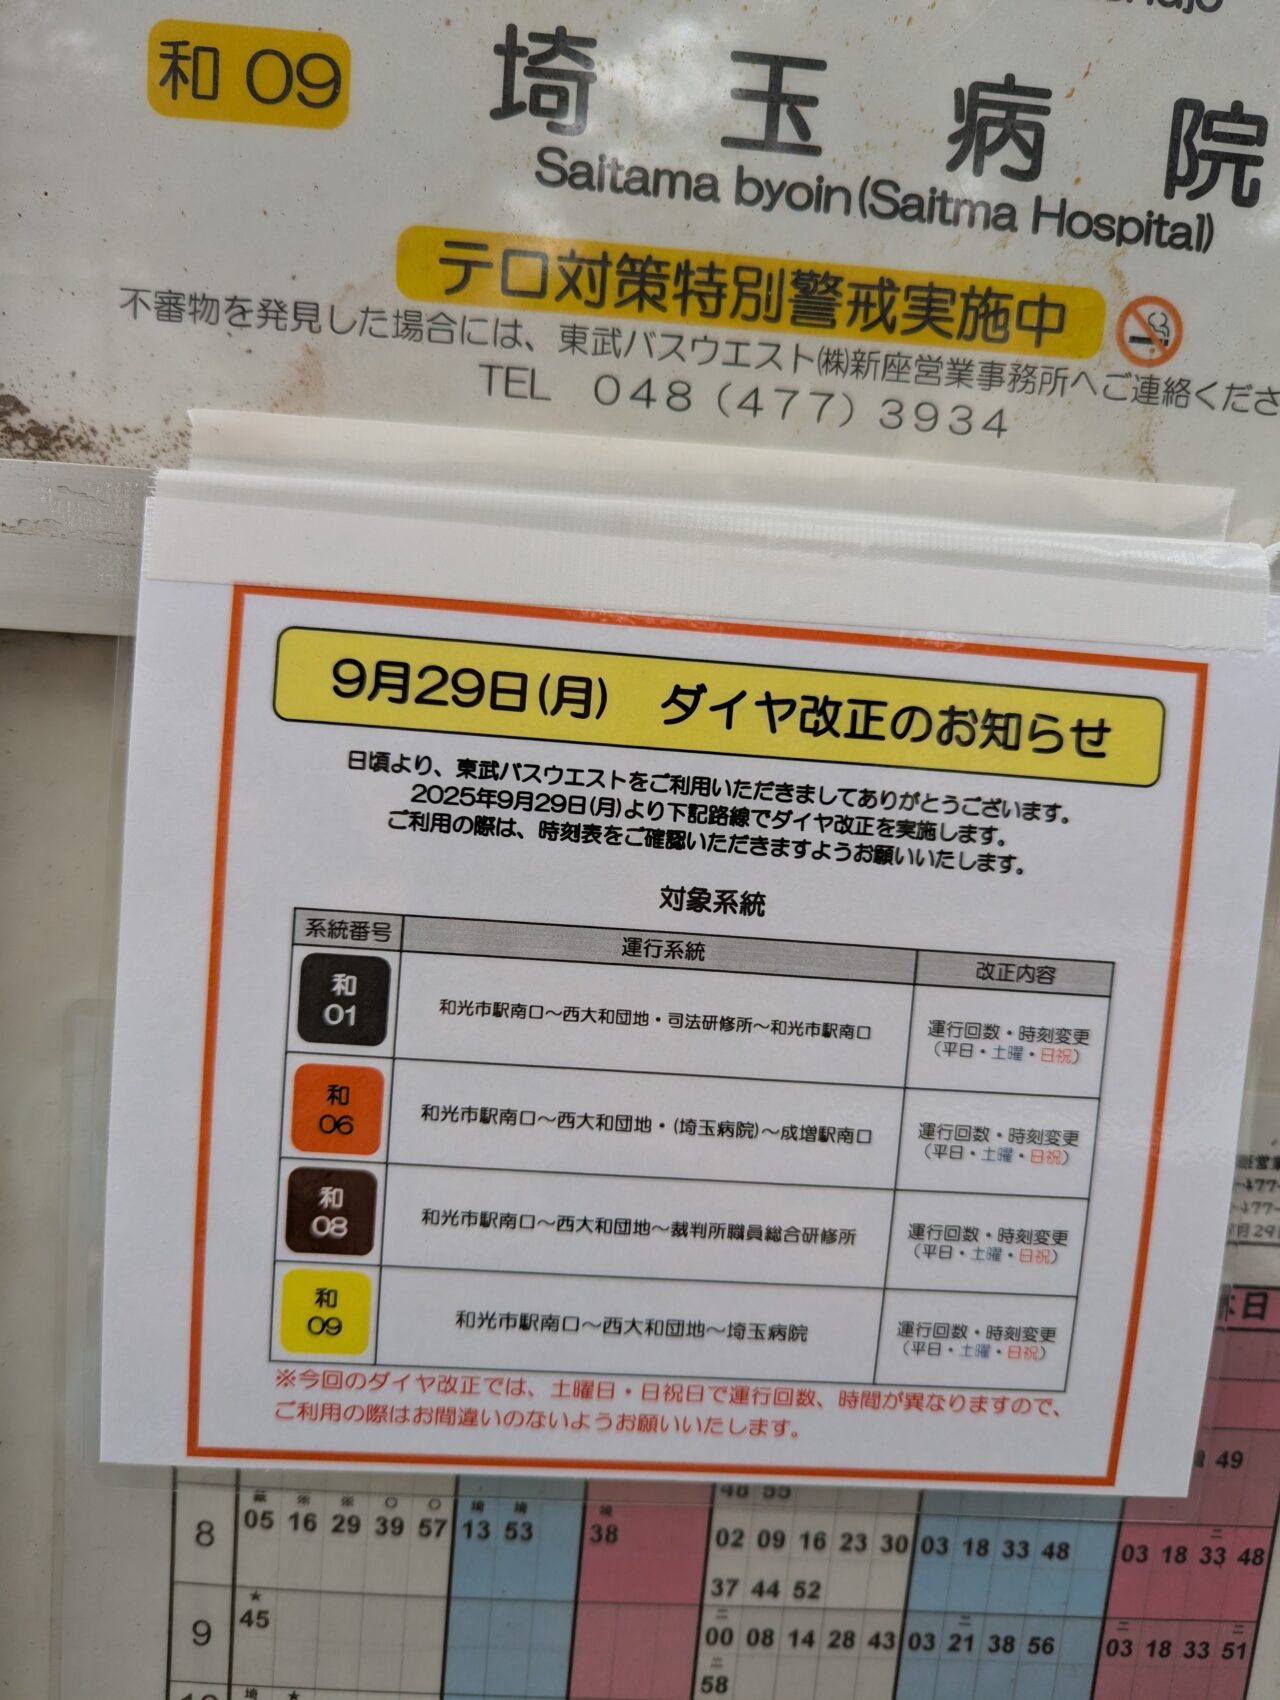 和 09
埼玉病院
Saitama byoin(Saitma Hospital)
テロ対策特別警戒実施中
不審物を発見した場合には、東武バスウエスト㈱新座営業事務所へご連絡くださ
TEL 048(477)3934
9月29日(月) ダイヤ改正のお知らせ
日頃より、東武バスウエストをご利用いただきましてありがとうございます。
2025年9月29日(月)より下記路線でダイヤ改正を実施します。
ご利用の際は、時刻表をご確認いただきますようお願いいたします。
対象系統
系統番号 運行系統 改正内容
和 01 和光市駅南口～西大和団地・司法研修所～和光市駅南口 運行回数・時刻変更
(平日・土曜・日祝)
和 06 和光市駅南口～西大和団地・(埼玉病院)～成増駅南口 運行回数・時刻変更
(平日・土曜・日祝)
和 08 和光市駅南口～西大和団地～裁判所職員総合研修所 運行回数・時刻変更
(平日・土曜・日祝)
和 09 和光市駅南口～西大和団地～埼玉病院 運行回数・時刻変更
(平日・土曜・日祝)
※今回のダイヤ改正では、土曜日・日祝日で運行回数、時間が異なりますので、
ご利用の際はお間違いのないようお願いいたします。
休日
49
48 55
※ ※ ○ ○ 埼 埼 埼 二
8 05 16 29 39 57 13 53 38 02 09 16 23 30 03 18 33 48 03 18 33 48
37 44 52
★ 二 二 二 二
9 45 00 08 14 28 43 03 21 38 56 03 18 33 51
二
58
埼 ★